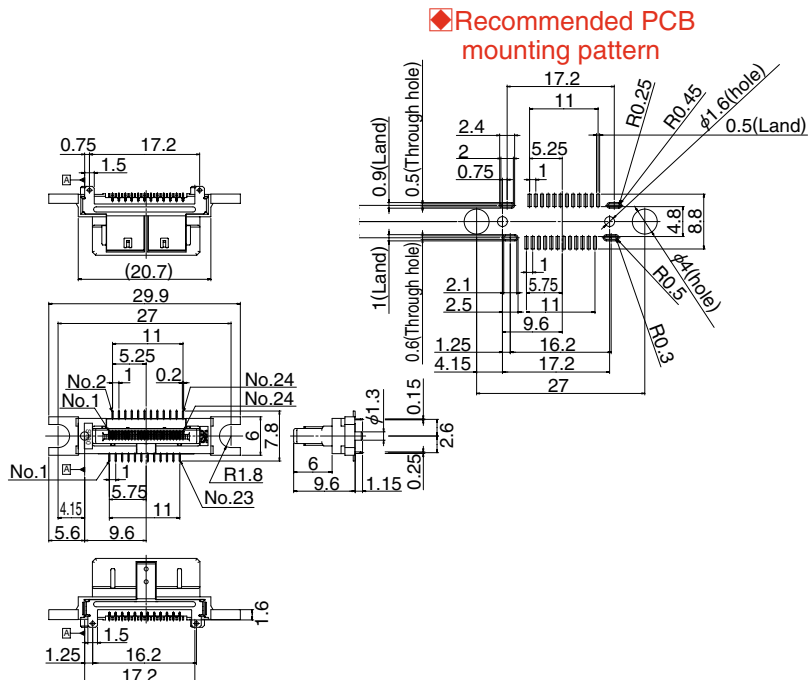 ◆Recommended PCB
mounting pattern
0.75
17.2
1.5
A
(20.7)
29.9
27
11
5.25
1
0.2
No.2
No.24
No.1
No.24
6
7.8
A
No.1
1
R1.8
5.75
No.23
4.15
11
5.6
9.6
A
1.5
1.25
16.2
17.2
1.6
φ1.3
0.15
2.6
0.25
6
9.6
1.15
17.2
11
0.9(Land)
0.5(Through hole)
2.4
2
0.75
5.25
1
R0.25
R0.45
φ1.6(hole)
0.5(Land)
4.8
8.8
1(Land)
0.6(Through hole)
2.1
2.5
1
5.75
11
9.6
1.25
16.2
4.15
17.2
27
φ4(hole)
R0.5
R0.3